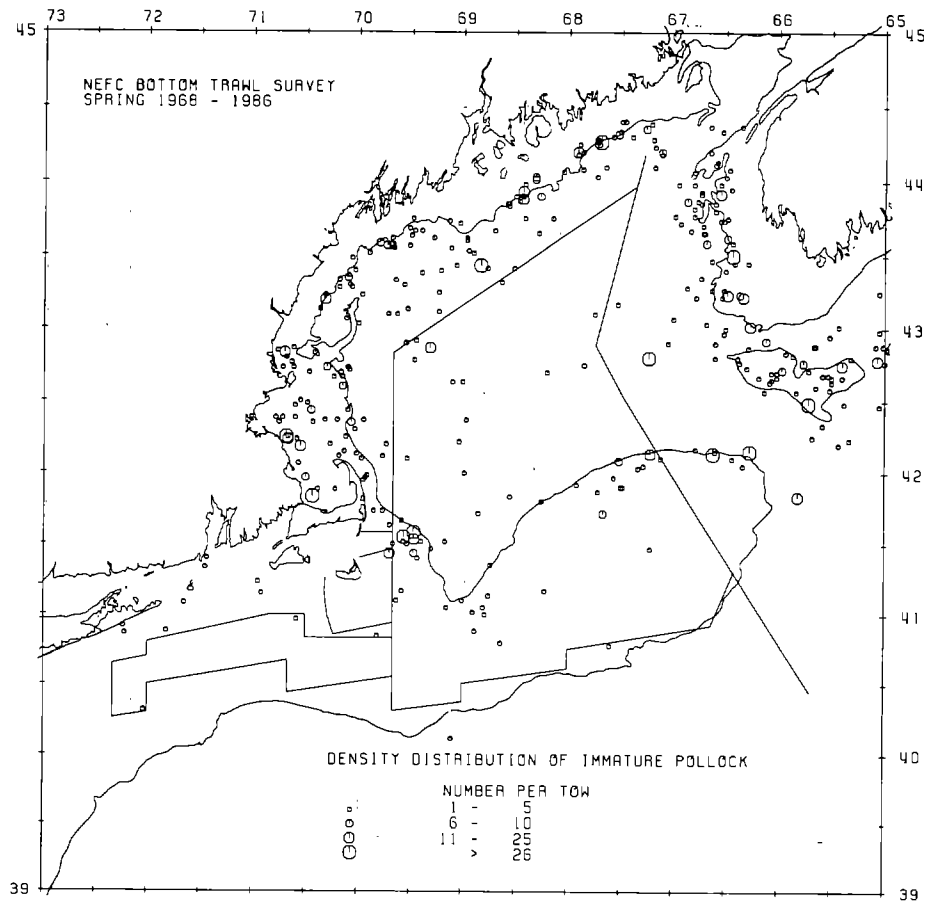 73 72 71 70 69 68 67 66 65
45 45
NEFC BOTTOM TRAWL SURVEY
SPRING 1968 - 1986
44
43
42
41
40
DENSITY DISTRIBUTION OF IMMATURE POLLOCK
NUMBER PER TOW
1 - 5
6 - 10
11 - 25
> 26
39 39